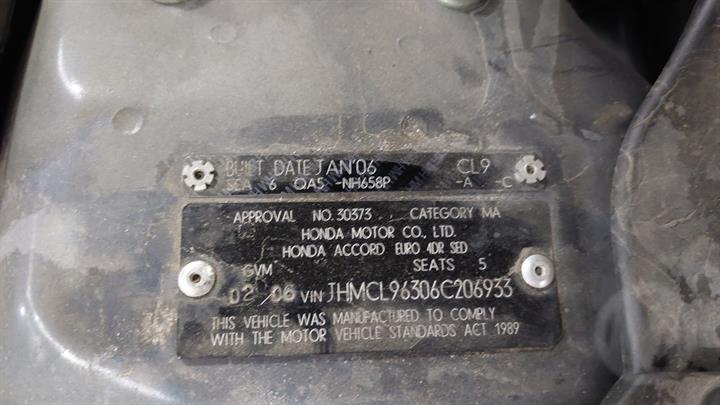 BUILT DATE JAN'06 CL9
SEA 6 QA5 -NH658P -A -C
APPROVAL NO. 30373 CATEGORY MA
HONDA MOTOR CO., LTD.
HONDA ACCORD EURO 4DR SED
GVM SEATS 5
02 06 VIN JHMCL96306C206933
THIS VEHICLE WAS MANUFACTURED TO COMPLY
WITH THE MOTOR VEHICLE STANDARDS ACT 1989